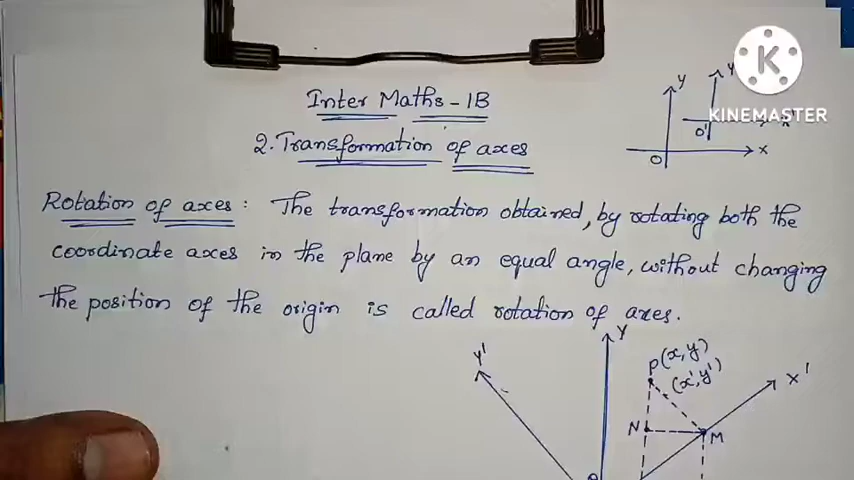 Inter Maths - IB
2. Transformation of axes
Y
Y
KINEMASTER
O'
X'
O
X
Rotation of axes : The transformation obtained, by rotating both the
coordinate axes in the plane by an equal angle, without changing
the position of the origin is called rotation of axes.
Y'
Y
P(x,y)
(x',y')
X'
N
M
θ